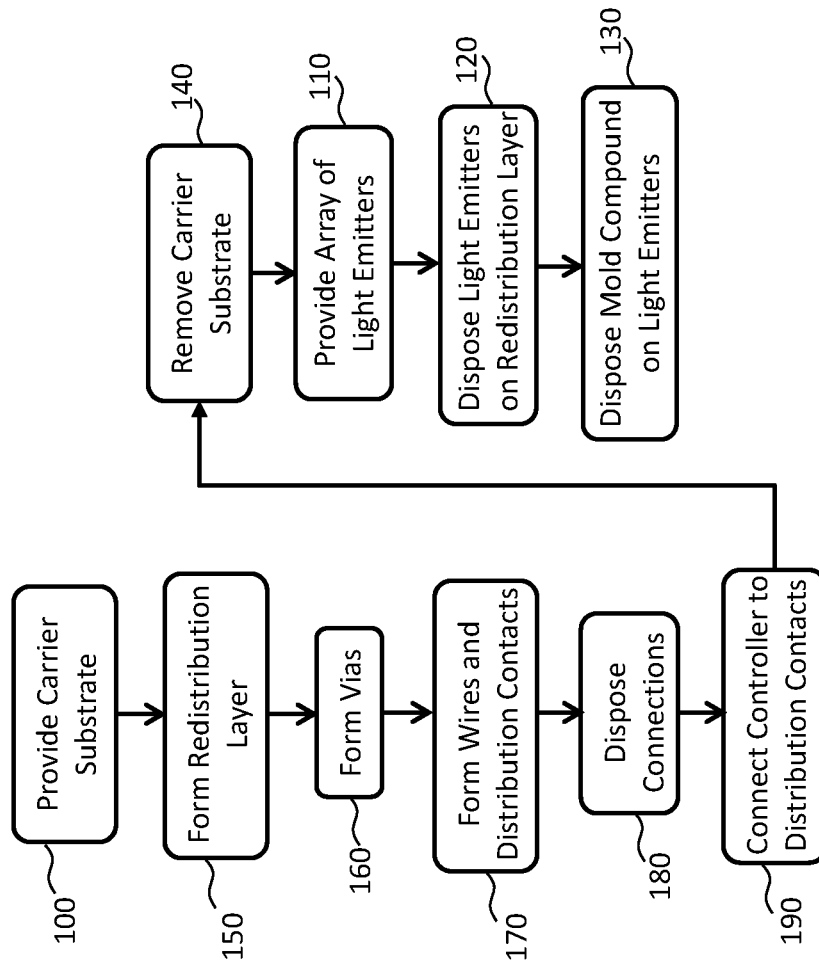 Provide Carrier
Substrate
100
Form Redistribution
Layer
150
Form Vias
160
Form Wires and
Distribution Contacts
170
Dispose
Connections
180
Connect Controller to
Distribution Contacts
190
Remove Carrier
Substrate
140
Provide Array of
Light Emitters
110
Dispose Light Emitters
on Redistribution Layer
120
Dispose Mold Compound
on Light Emitters
130